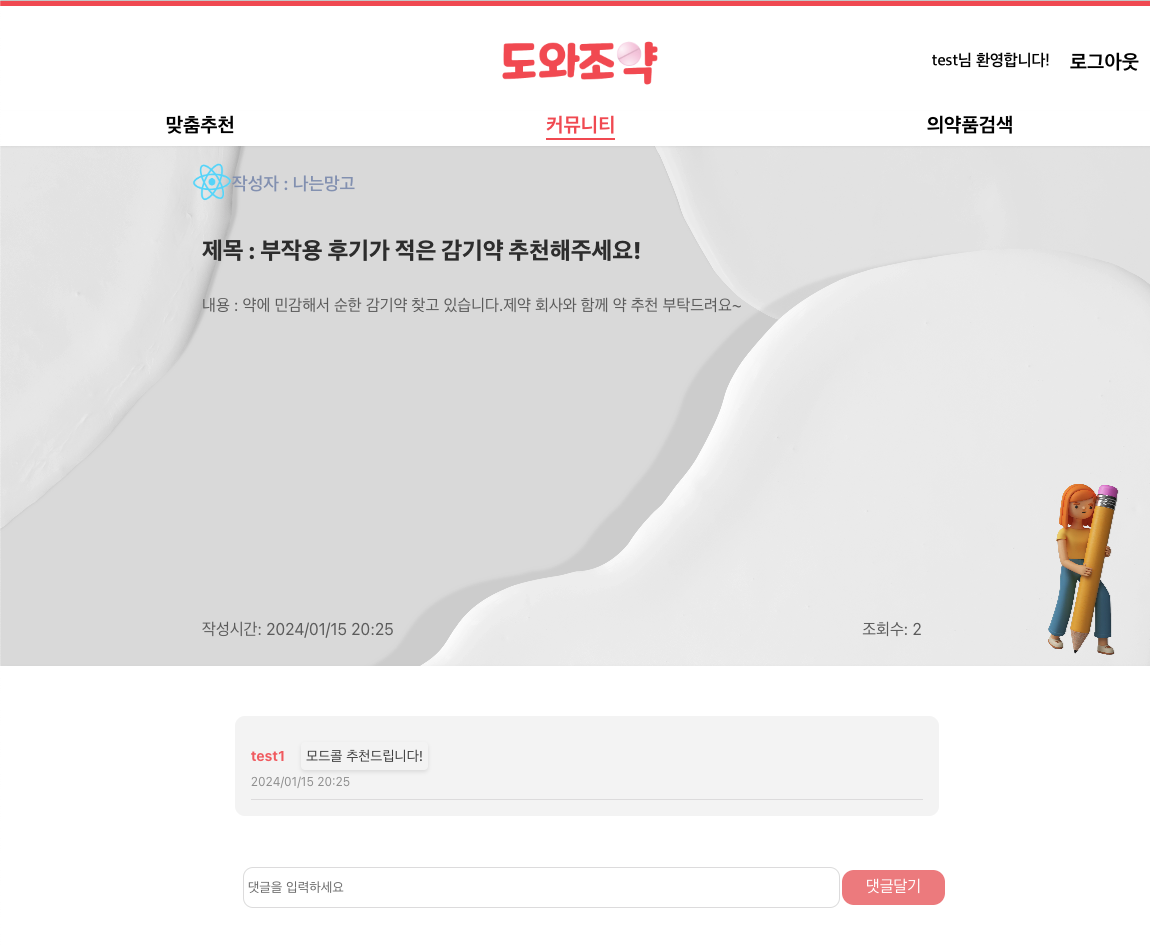 도와조약
test님 환영합니다!
로그아웃
맞춤추천
커뮤니티
의약품검색
작성자 : 나는망고
제목 : 부작용 후기가 적은 감기약 추천해주세요!
내용 : 약에 민감해서 순한 감기약 찾고 있습니다.제약 회사와 함께 약 추천 부탁드려요~
작성시간: 2024/01/15 20:25
조회수: 2
test1 모드콜 추천드립니다!
2024/01/15 20:25
댓글을 입력하세요
댓글달기